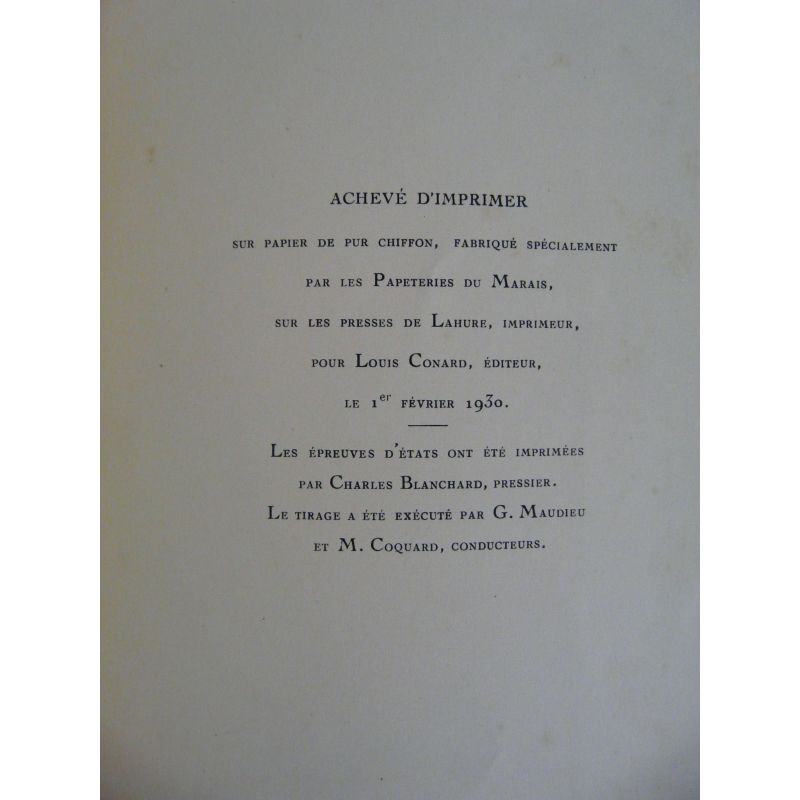 ACHEVÉ D'IMPRIMER
SUR PAPIER DE PUR CHIFFON, FABRIQUÉ SPÉCIALEMENT
PAR LES PAPETERIES DU MARAIS,
SUR LES PRESSES DE LAHURE, IMPRIMEUR,
POUR LOUIS CONARD, ÉDITEUR,
LE 1er FÉVRIER 1930.
LES ÉPREUVES D'ÉTATS ONT ÉTÉ IMPRIMÉES
PAR CHARLES BLANCHARD, PRESSIER.
LE TIRAGE A ÉTÉ EXÉCUTÉ PAR G. MAUDIEU
ET M. COQUARD, CONDUCTEURS.